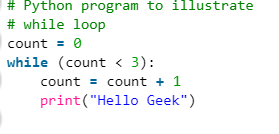 # Python program to illustrate
# while loop
count = 0
while (count < 3):
    count = count + 1
    print("Hello Geek")